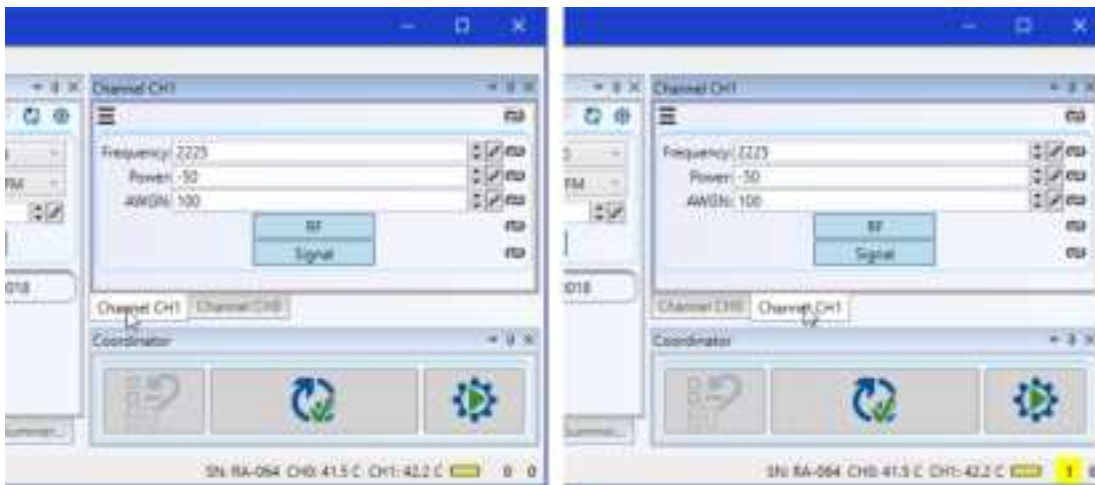 Channel CH1
Frequency: 2225
Power: -50
AWGN: 100
RF
Signal
018
Channel CH1 Channel CH0
Coordinator
SN: RA-064 CH0: 41.5 C CH1: 42.2 C 0 0
Channel CH1
Frequency: 2225
Power: -50
AWGN: 100
RF
Signal
018
Channel CH0 Channel CH1
Coordinator
SN: RA-064 CH0: 41.5 C CH1: 42.2 C 1